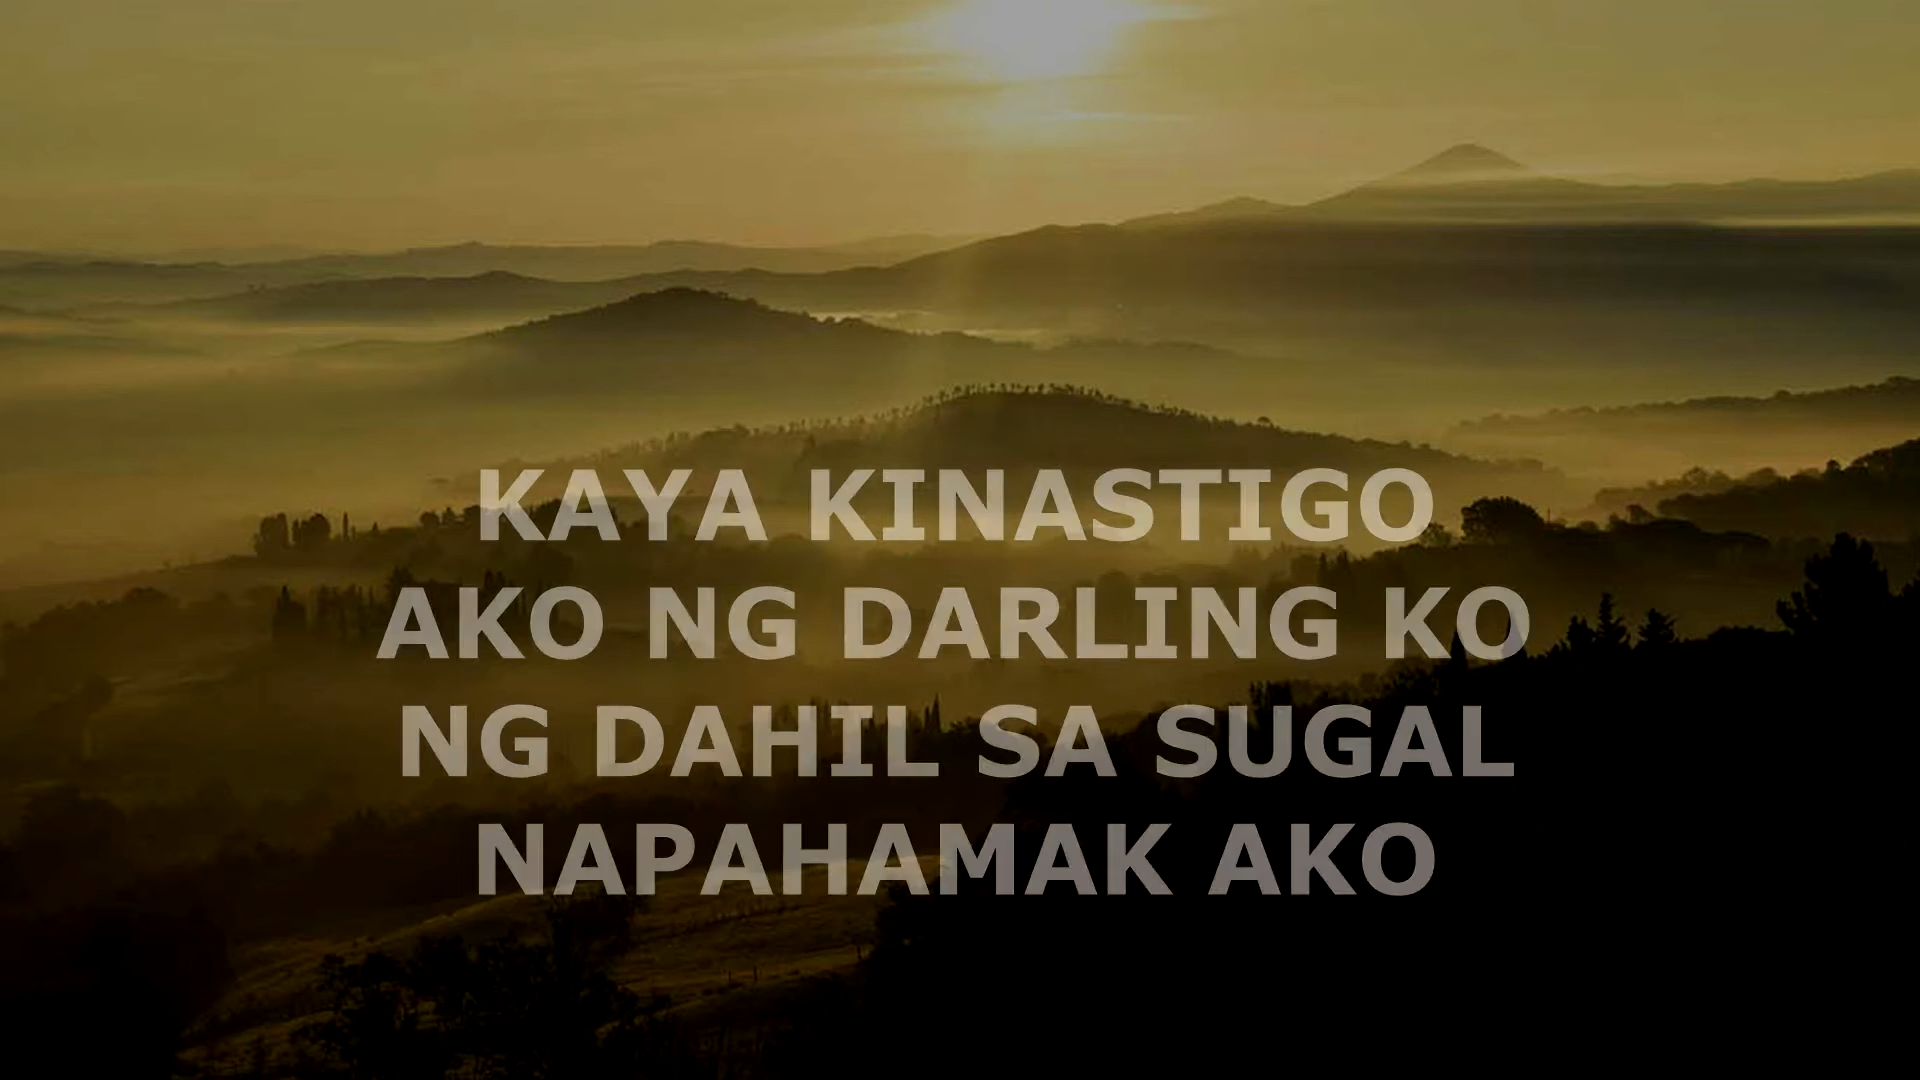 KAYA KINASTIGO
AKO NG DARLING KO
NG DAHIL SA SUGAL
NAPAHAMAK AKO